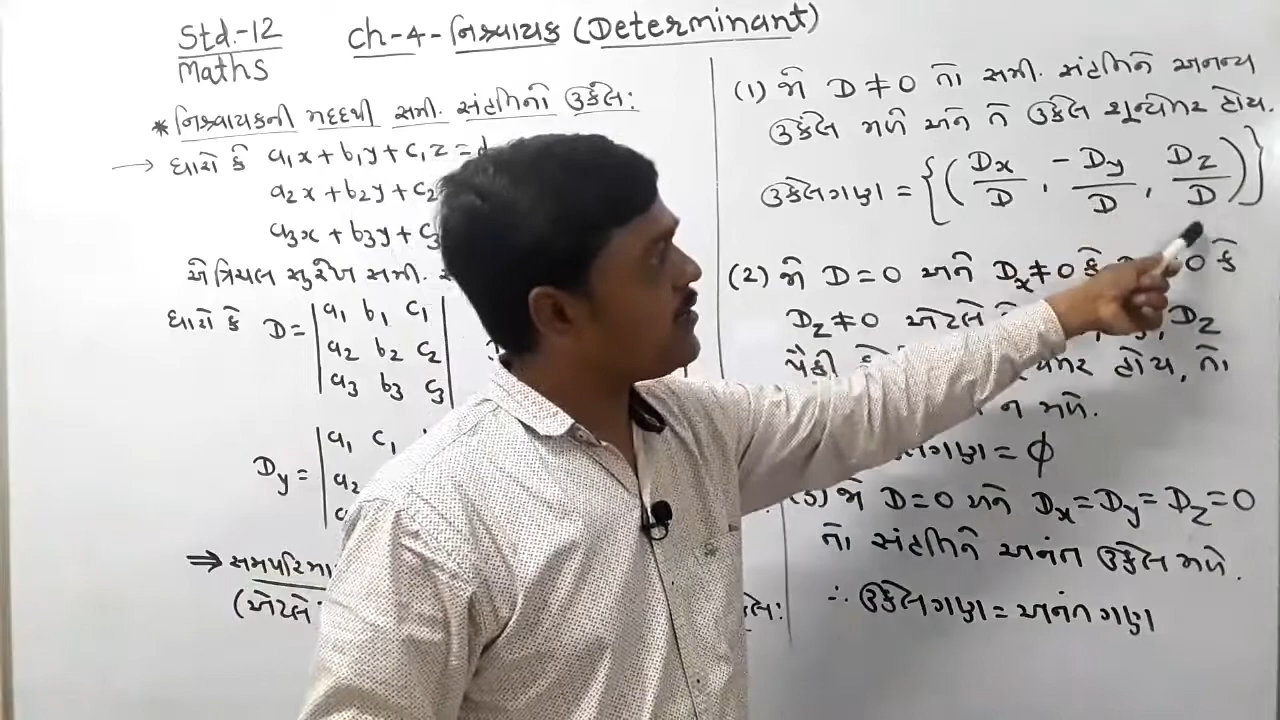 Std.-12
Maths
Ch-4-નિશ્ચાયક (Determinant)
* નિશ્ચાયકની મદદથી સમી. સંહતિનો ઉકેલ:
→ ધારો કે a₁x + b₁y + c₁z = d
a₂x + b₂y + c₂
a₃x + b₃y + c₃
એ ત્રિચલ સુરેખ સમી.
ધારો કે D = | a₁ b₁ c₁ |
| a₂ b₂ c₂ |
| a₃ b₃ c₃ |
Dy = | a₁ c₁
| a₂
⇒ સમપરિમા
(એટલે
(1) જો D ≠ 0 તો સમી. સંહતિને અનન્ય
ઉકેલ મળે અને તે ઉકેલ શૂન્યેતર હોય.
ઉકેલગણ = {(Dx/D, -Dy/D, Dz/D)}
(2) જો D = 0 અને Dx ≠ 0 કે 0 કે
Dz ≠ 0 એટલે Dz
પૈકી હોય, તો
ન મળે.
ગણ = ϕ
(3) જો D = 0 અને Dx = Dy = Dz = 0
તો સંહતિને અનંત ઉકેલ મળે.
∴ ઉકેલગણ = અનંત ગણ